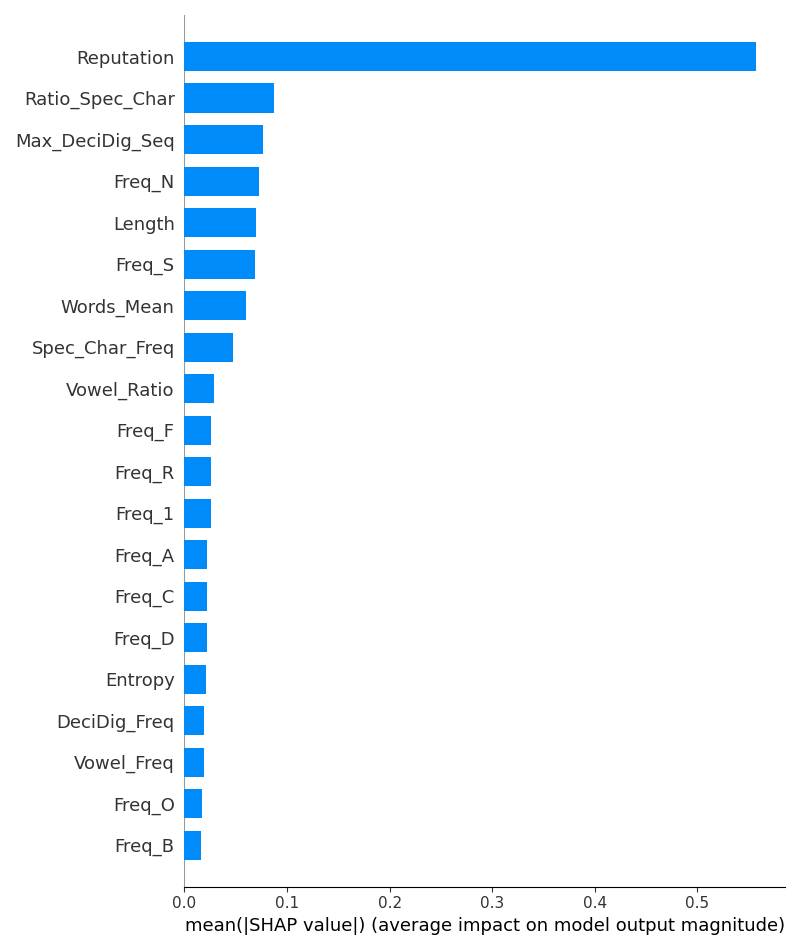 Reputation
Ratio_Spec_Char
Max_DeciDig_Seq
Freq_N
Length
Freq_S
Words_Mean
Spec_Char_Freq
Vowel_Ratio
Freq_F
Freq_R
Freq_1
Freq_A
Freq_C
Freq_D
Entropy
DeciDig_Freq
Vowel_Freq
Freq_O
Freq_B
0.0 0.1 0.2 0.3 0.4 0.5
mean(|SHAP value|) (average impact on model output magnitude)